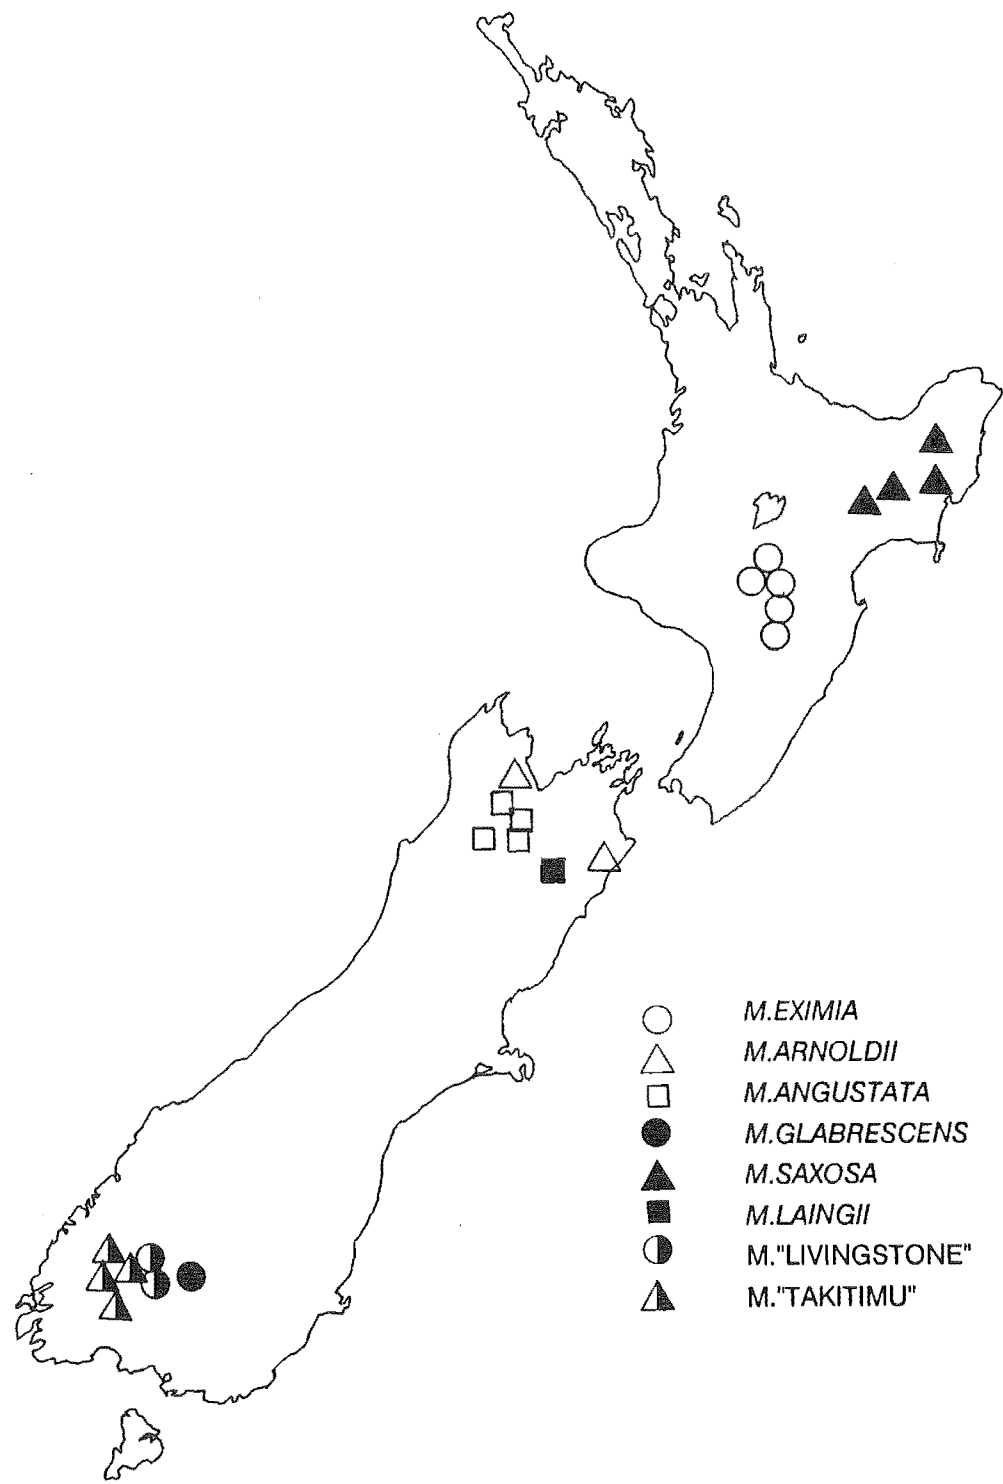 M.EXIMIA
M.ARNOLDII
M.ANGUSTATA
M.GLABRESCENS
M.SAXOSA
M.LAINGII
M."LIVINGSTONE"
M."TAKITIMU"